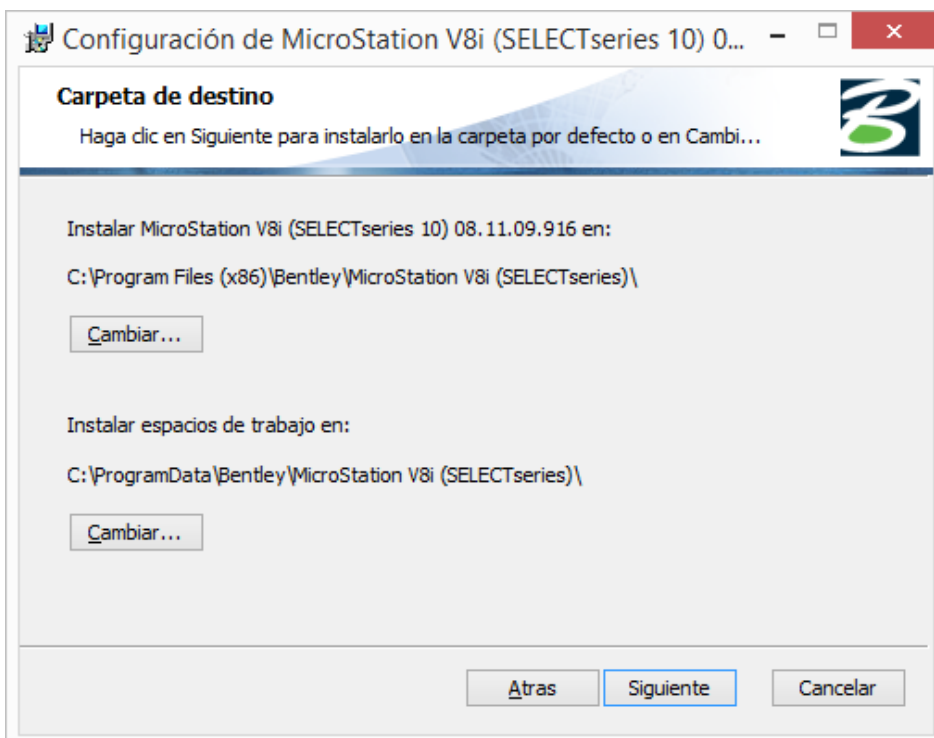 Configuración de MicroStation V8i (SELECTseries 10) 0...
Carpeta de destino
Haga clic en Siguiente para instalarlo en la carpeta por defecto o en Cambi...
Instalar MicroStation V8i (SELECTseries 10) 08.11.09.916 en:
C:\Program Files (x86)\Bentley\MicroStation V8i (SELECTseries)\
Cambiar...
Instalar espacios de trabajo en:
C:\ProgramData\Bentley\MicroStation V8i (SELECTseries)\
Cambiar...
Atras Siguiente Cancelar